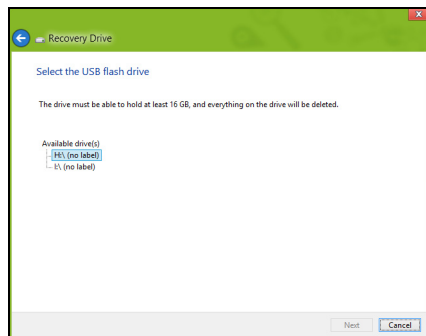 Recovery Drive
Select the USB flash drive
The drive must be able to hold at least 16 GB, and everything on the drive will be deleted.
Available drive(s)
H:\ (no label)
I:\ (no label)
Next
Cancel